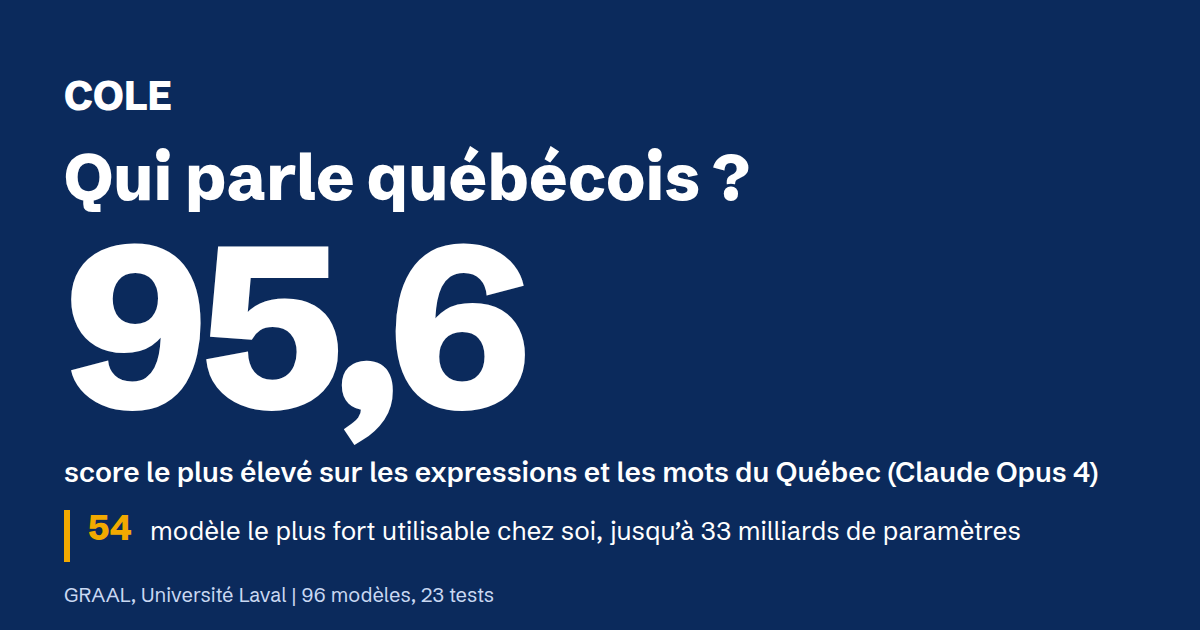 COLE
Qui parle québécois ?
95,6
score le plus élevé sur les expressions et les mots du Québec (Claude Opus 4)
54 modèle le plus fort utilisable chez soi, jusqu’à 33 milliards de paramètres
GRAAL, Université Laval | 96 modèles, 23 tests